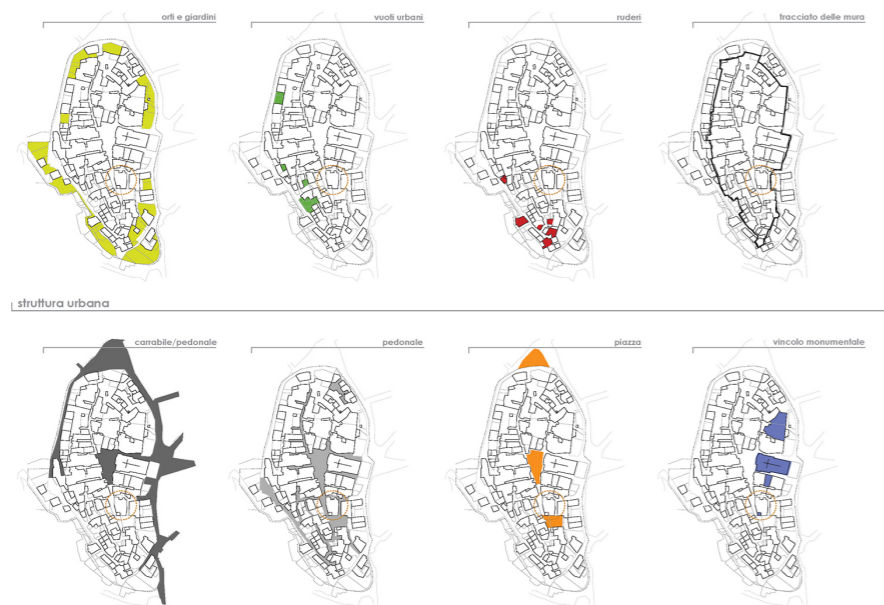 orti e giardini
vuoti urbani
ruderi
tracciato delle mura
struttura urbana
carrabile/pedonale
pedonale
piazza
vincolo monumentale